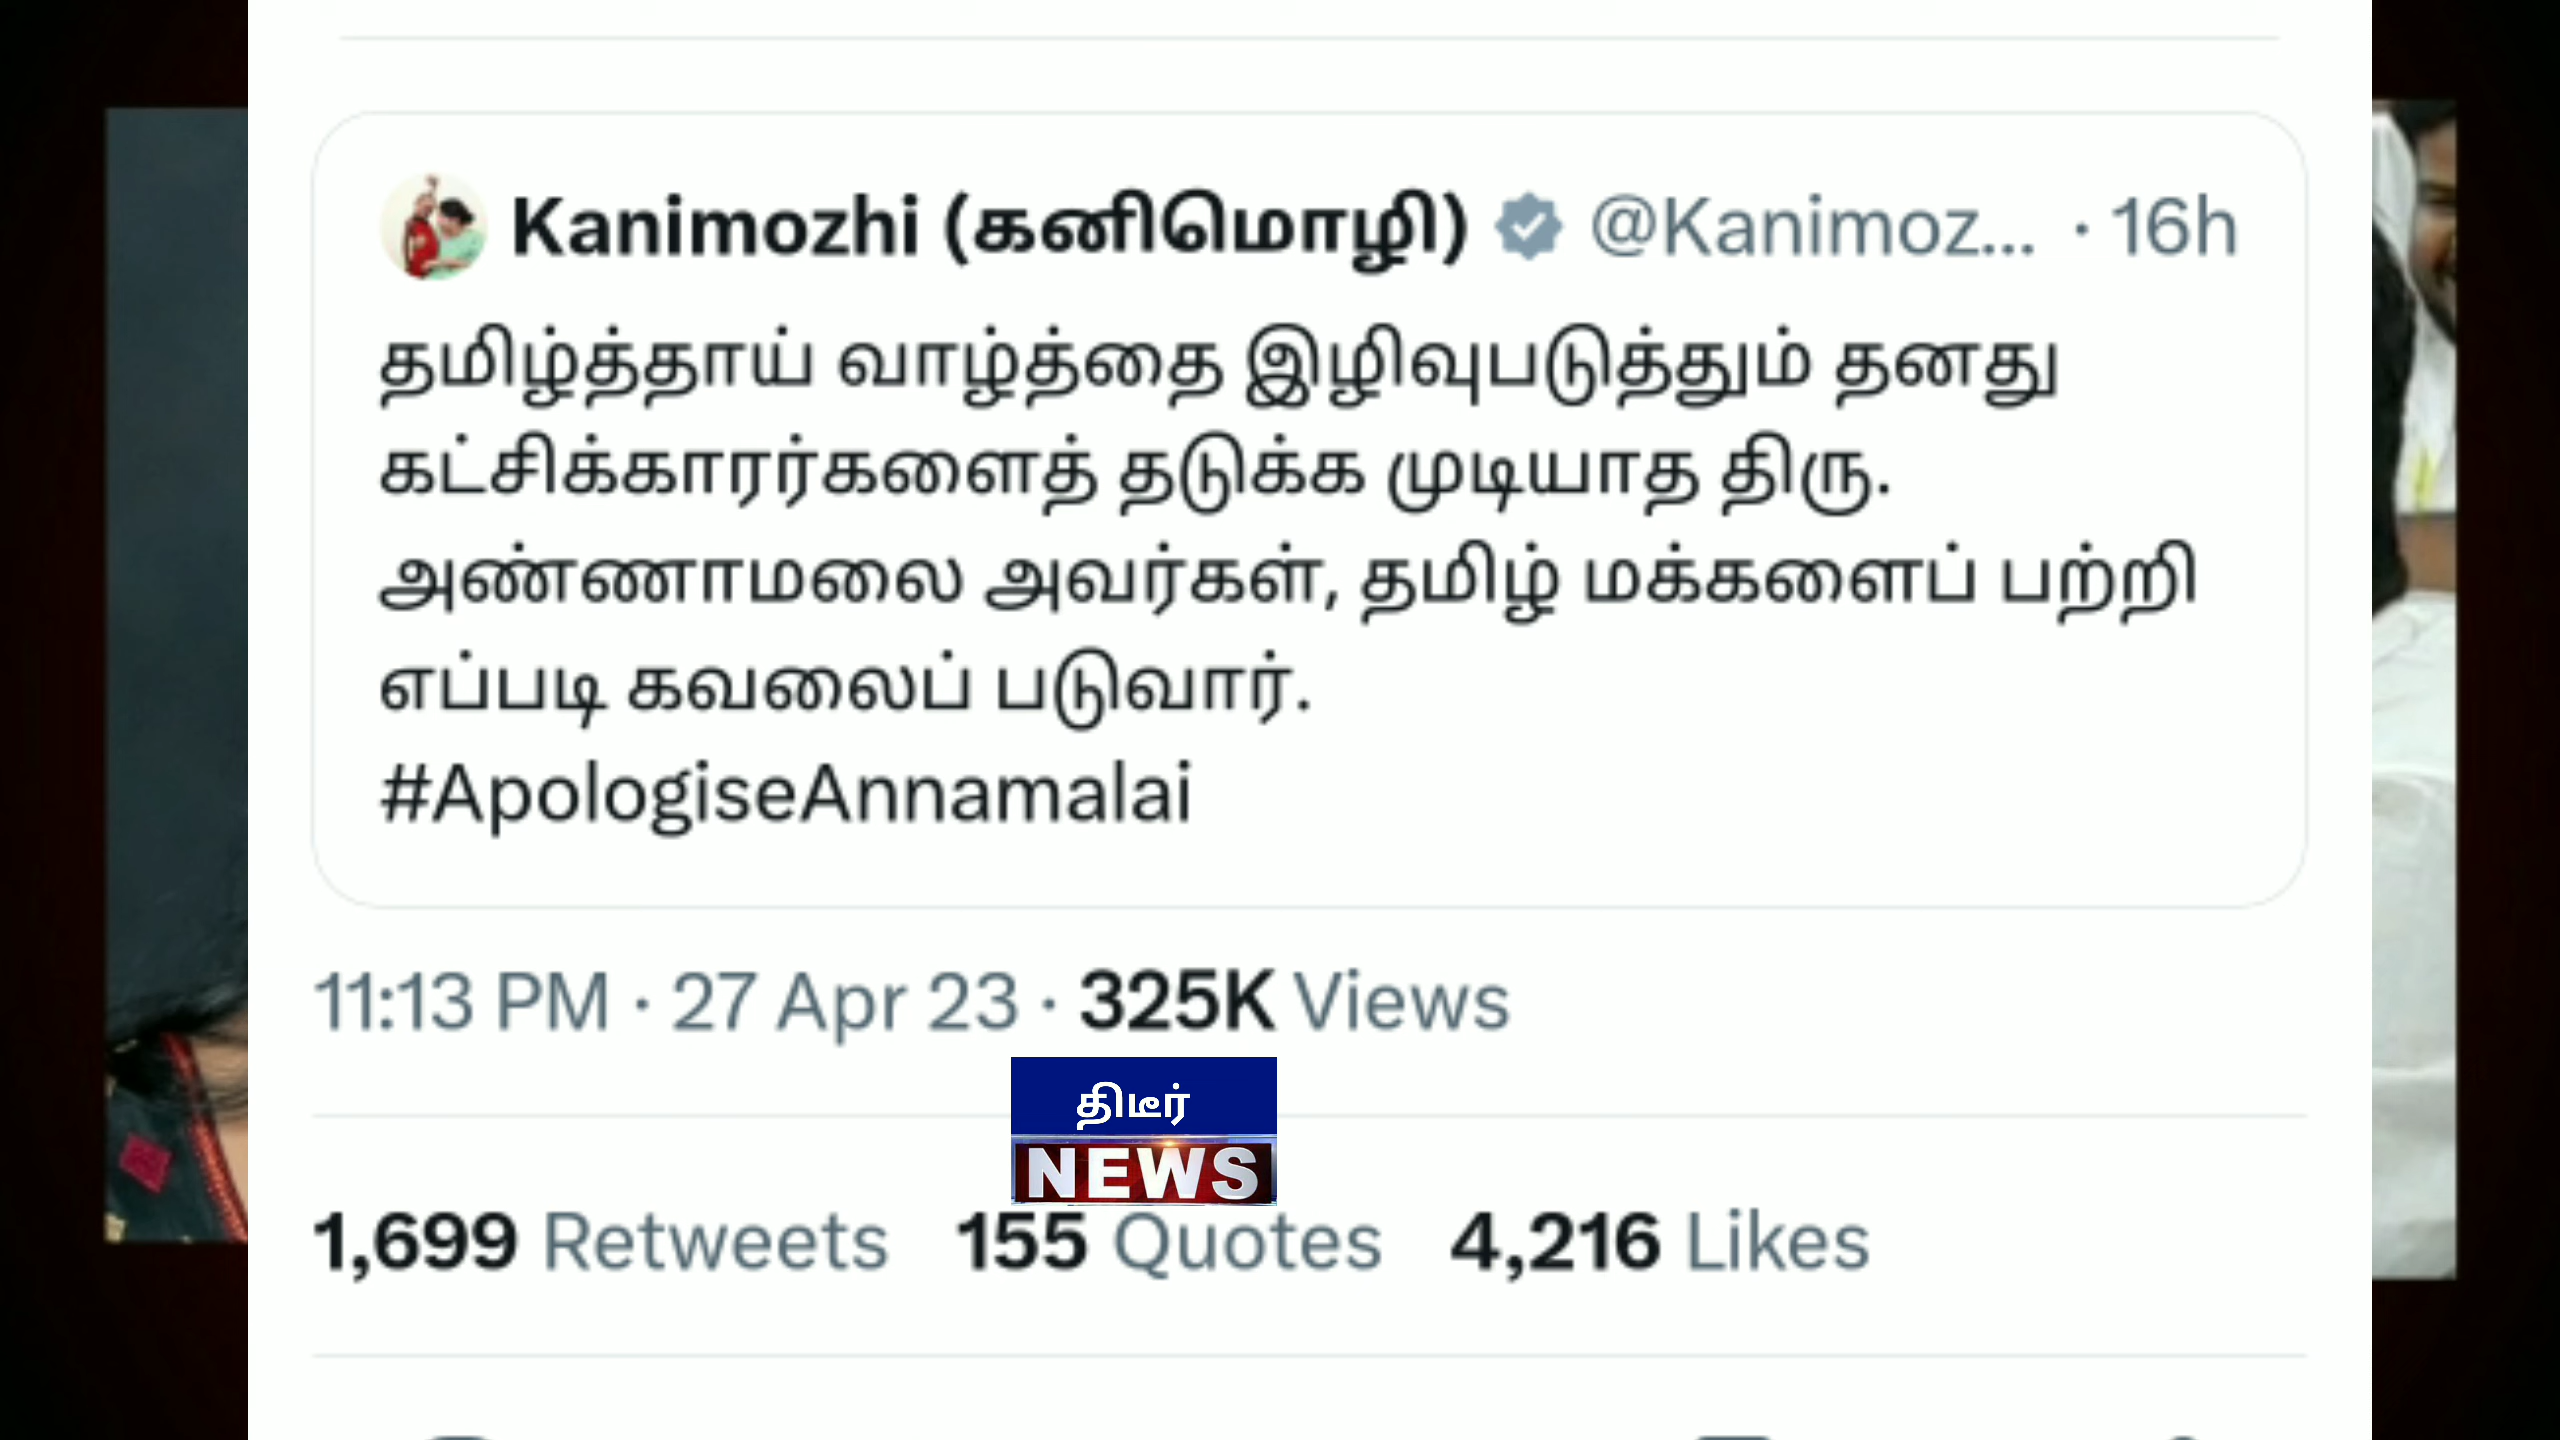 Kanimozhi (கனிமொழி) @Kanimoz... · 16h
தமிழ்த்தாய் வாழ்த்தை இழிவுபடுத்தும் தனது
கட்சிக்காரர்களைத் தடுக்க முடியாத திரு.
அண்ணாமலை அவர்கள், தமிழ் மக்களைப் பற்றி
எப்படி கவலைப் படுவார்.
#ApologiseAnnamalai
11:13 PM · 27 Apr 23 · 325K Views
திடீர்
NEWS
1,699 Retweets 155 Quotes 4,216 Likes